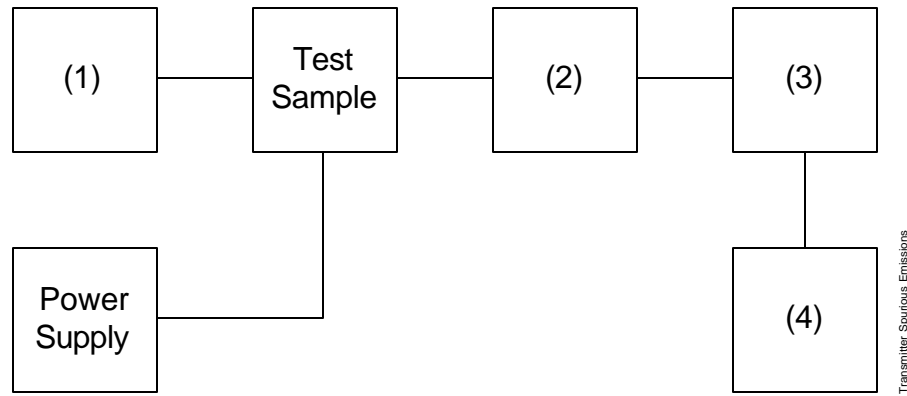 (1)
Test
Sample
(2)
(3)
Power
Supply
(4)
Transmitter Spurious Emissions